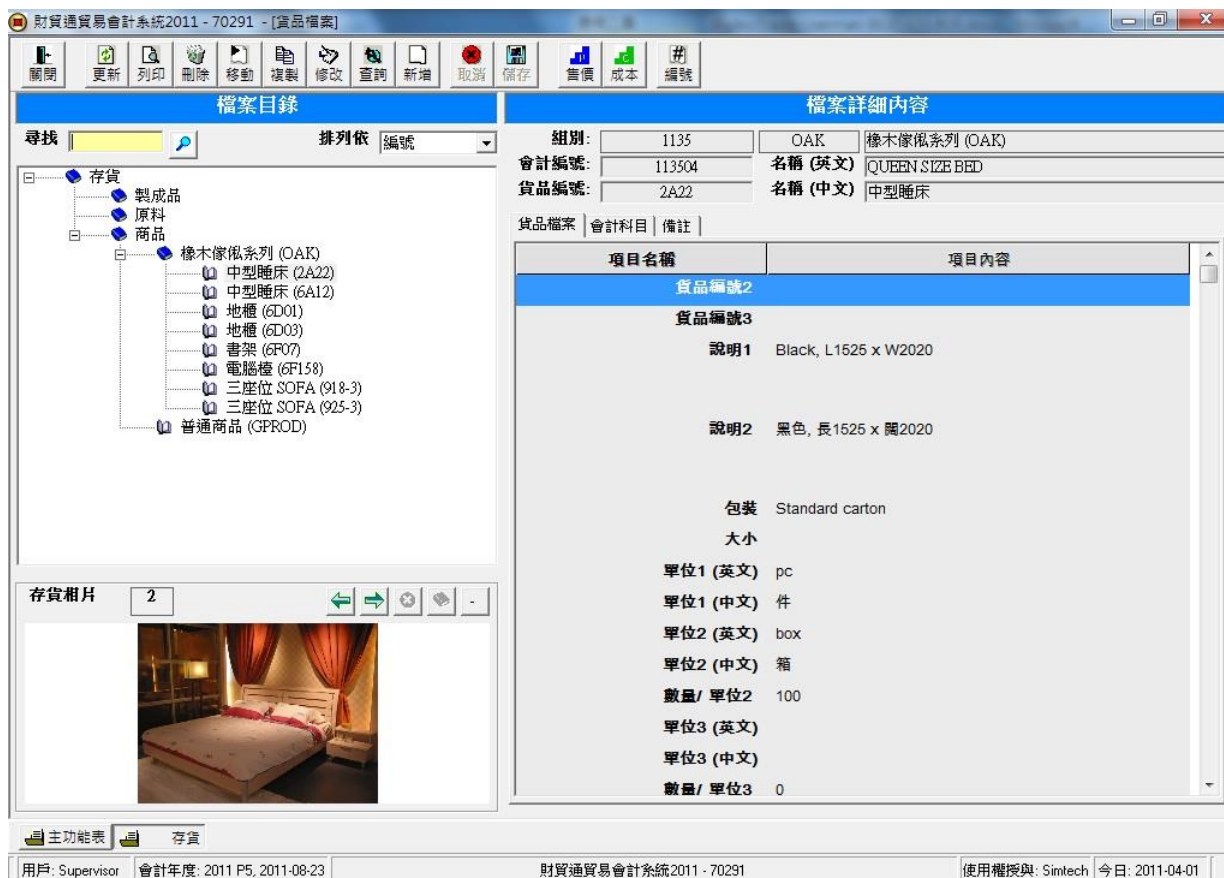 財貿通貿易會計系統2011 - 70291 - [貨品檔案]
關閉 更新 列印 刪除 移動 複製 修改 查詢 新增 取消 儲存 售價 成本 # 編號
檔案目錄
尋找 排列依 編號
存貨
製成品
原料
商品
橡木傢俬系列 (OAK)
中型睡床 (2A22)
中型睡床 (6A12)
地櫃 (6D01)
地櫃 (6D03)
書架 (6F07)
電腦檯 (6F158)
三座位 SOFA (918-3)
三座位 SOFA (925-3)
普通商品 (GPROD)
存貨相片 2 -
檔案詳細內容
組別: 1135 OAK 橡木傢俬系列 (OAK)
會計編號: 113504 名稱 (英文) QUEEN SIZE BED
貨品編號: 2A22 名稱 (中文) 中型睡床
貨品檔案 會計科目 備註
項目名稱 項目內容
貨品編號2
貨品編號3
說明1 Black, L1525 x W2020
說明2 黑色, 長1525 x 闊2020
包裝 Standard carton
大小
單位1 (英文) pc
單位1 (中文) 件
單位2 (英文) box
單位2 (中文) 箱
數量/ 單位2 100
單位3 (英文)
單位3 (中文)
數量/ 單位3 0
主功能表 存貨
用戶: Supervisor 會計年度: 2011 P5, 2011-08-23 財貿通貿易會計系統2011 - 70291 使用權授與: Simtech 今日: 2011-04-01